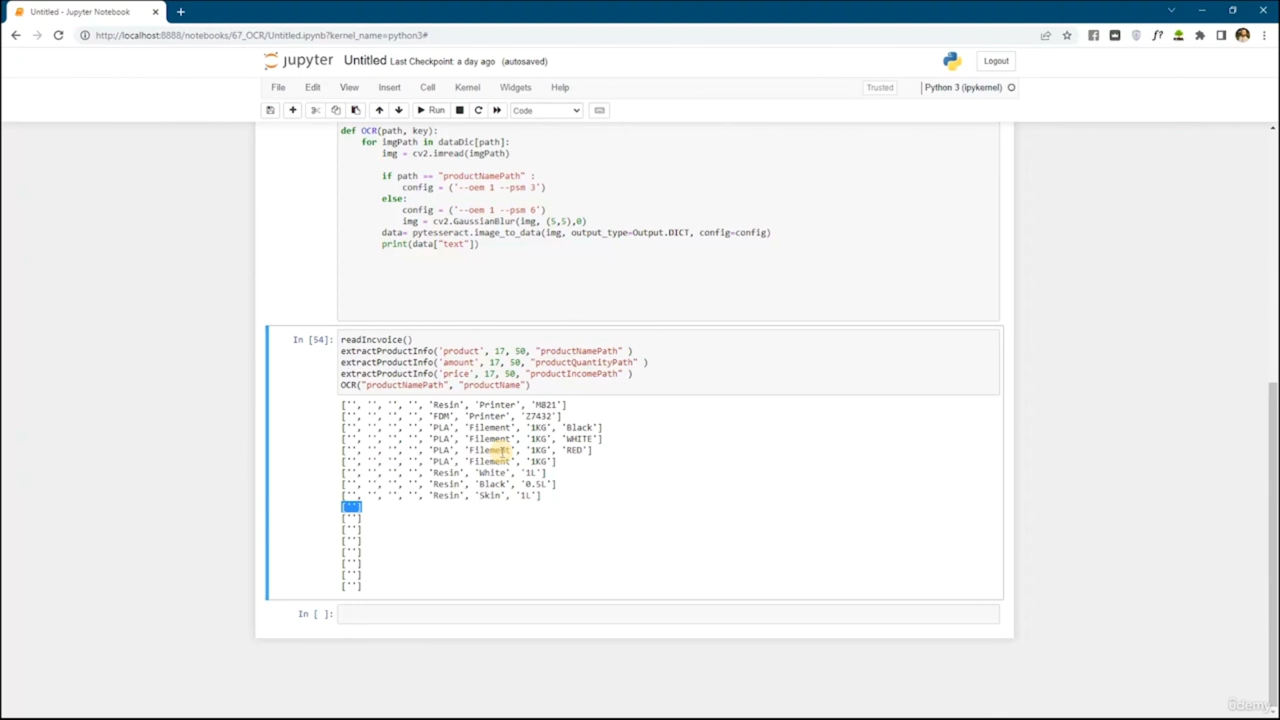 Untitled - Jupyter Notebook
http://localhost:8888/notebooks/67_OCR/Untitled.ipynb?kernel_name=python3#
jupyter Untitled Last Checkpoint: a day ago (autosaved)
Logout
File Edit View Insert Cell Kernel Widgets Help
Trusted
Python 3 (ipykernel)
Run
Code
def OCR(path, key):
for imgPath in dataDic[path]:
img = cv2.imread(imgPath)
if path == "productNamePath" :
config = ('--oem 1 --psm 3')
else:
config = ('--oem 1 --psm 6')
img = cv2.GaussianBlur(img, (5,5),0)
data= pytesseract.image_to_data(img, output_type=Output.DICT, config=config)
print(data["text"])
In [54]:
readIncvoice()
extractProductInfo('product', 17, 50, "productNamePath" )
extractProductInfo('amount', 17, 50, "productQuantityPath" )
extractProductInfo('price', 17, 50, "productIncomePath" )
OCR("productNamePath", "productName")
['', '', '', '', 'Resin', 'Printer', 'M821']
['', '', '', '', 'FDM', 'Printer', 'Z7432']
['', '', '', '', 'PLA', 'Filement', '1KG', 'Black']
['', '', '', '', 'PLA', 'Filement', '1KG', 'WHITE']
['', '', '', '', 'PLA', 'Filement', '1KG', 'RED']
['', '', '', '', 'PLA', 'Filement', '1KG']
['', '', '', '', 'Resin', 'White', '1L']
['', '', '', '', 'Resin', 'Black', '0.5L']
['', '', '', '', 'Resin', 'Skin', '1L']
['']
['']
['']
['']
['']
['']
['']
['']
In [ ]:
ûdemy